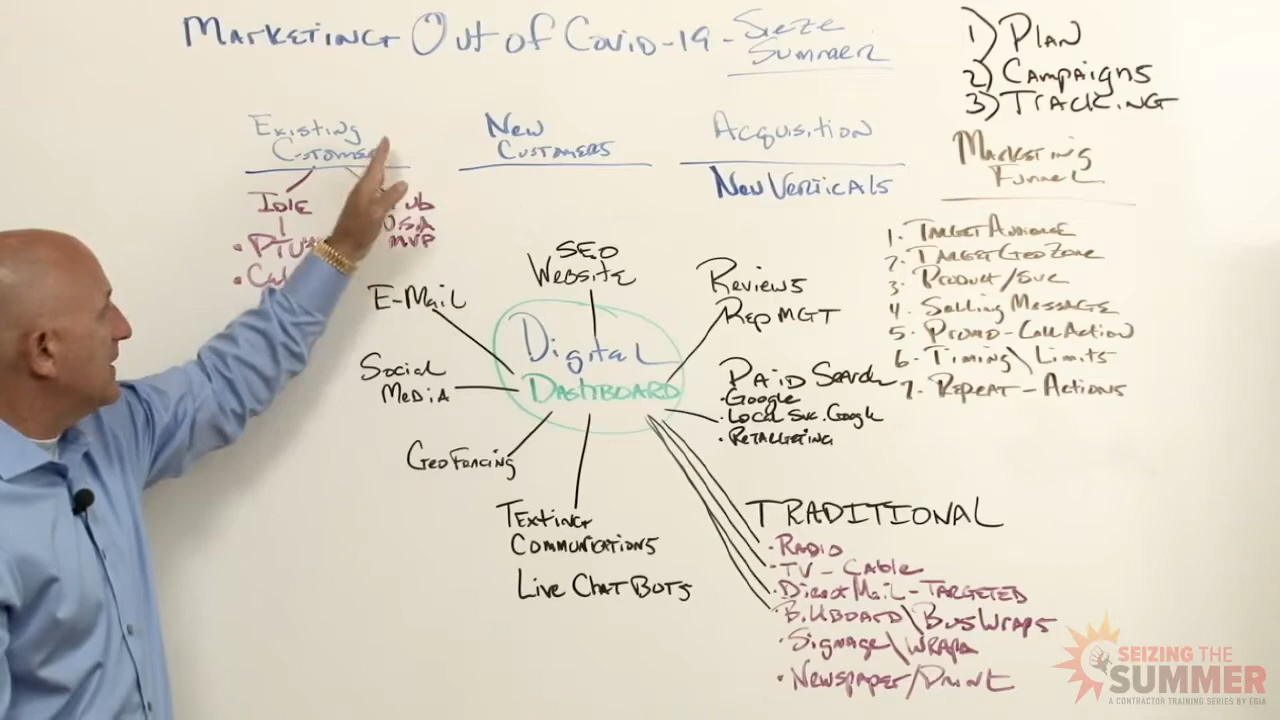 Marketing Out of Covid-19 - Sieze
Summer
1) Plan
2) Campaigns
3) Tracking
Existing
Customer
Idle
New
Customers
Acquisition
New Verticals
Marketing
Funnel
1. Target Audience
2. Target GeoZone
3. Product/Svc
4. Selling Message
5. Promo - Call Action
6. Timing\Limits
7. Repeat - Actions
MVP
E-Mail
SEO
Website
Reviews
Rep MGT
Digital
Dashboard
Social
Media
Paid Search
• Google
• Local Svc. Google
• Retargeting
GeoFencing
Texting
Communications
Live Chat Bots
TRADITIONAL
• Radio
• TV - Cable
• Direct Mail - Targeted
• Billboard\Bus Wraps
• Signage\Wraps
• Newspaper/Print
SEIZING THE
SUMMER
A CONTRACTOR TRAINING SERIES BY EGIA